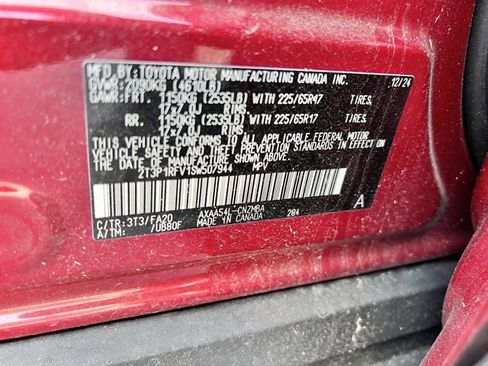 MFD. BY: TOYOTA MOTOR MANUFACTURING CANADA INC. 12/24
GVWR: 2090KG (4610LB)
GAWR: FRT. 1150KG (2535LB) WITH 225/65R17 TIRES,
17x7.0J RIMS,
RR. 1150KG (2535LB) WITH 225/65R17 TIRES,
17x7.0J RIMS,
THIS VEHICLE CONFORMS TO ALL APPLICABLE FEDERAL MOTOR
VEHICLE SAFETY AND THEFT PREVENTION STANDARDS IN EFFECT
ON THE DATE OF MANUFACTURE SHOWN ABOVE.
2T3P1RFV1SW507944 MPV
C/TR: 3T3/FA20 AXAA54L-CNZMBA 204 A
A/TM: /UB80F MADE IN CANADA